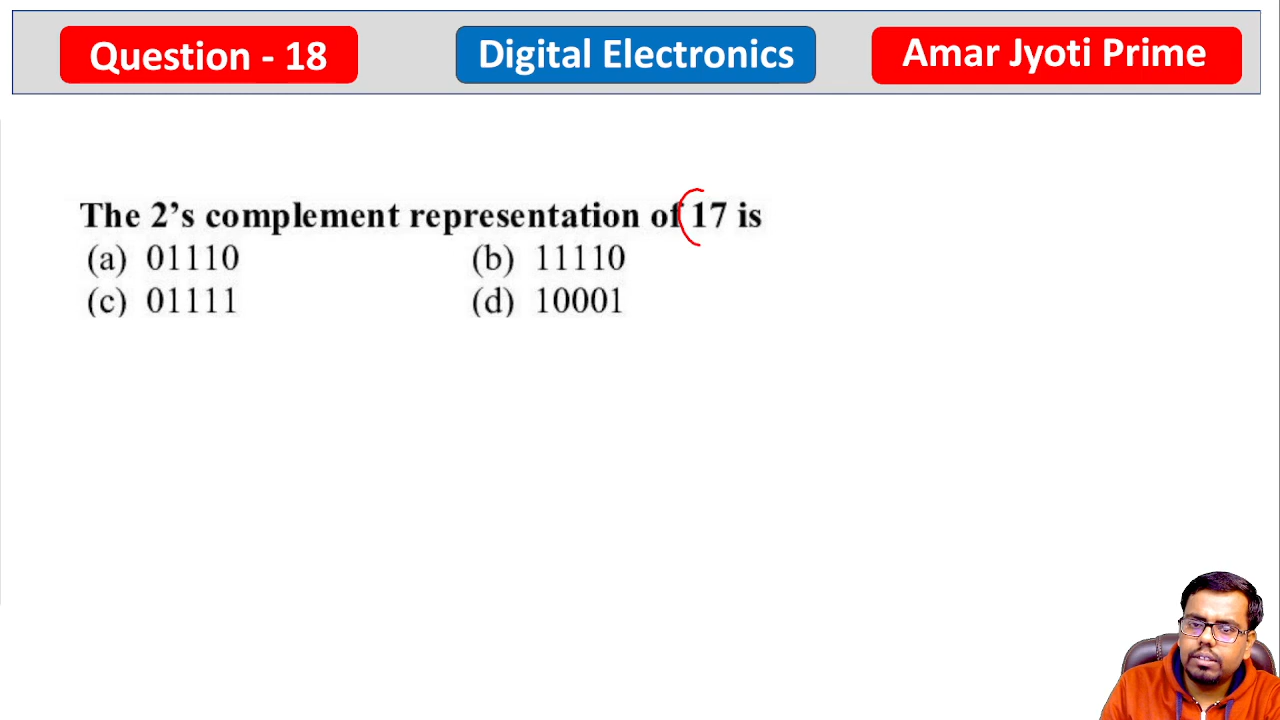 Question - 18
Digital Electronics
Amar Jyoti Prime
The 2’s complement representation of 17 is
(a) 01110
(b) 11110
(c) 01111
(d) 10001